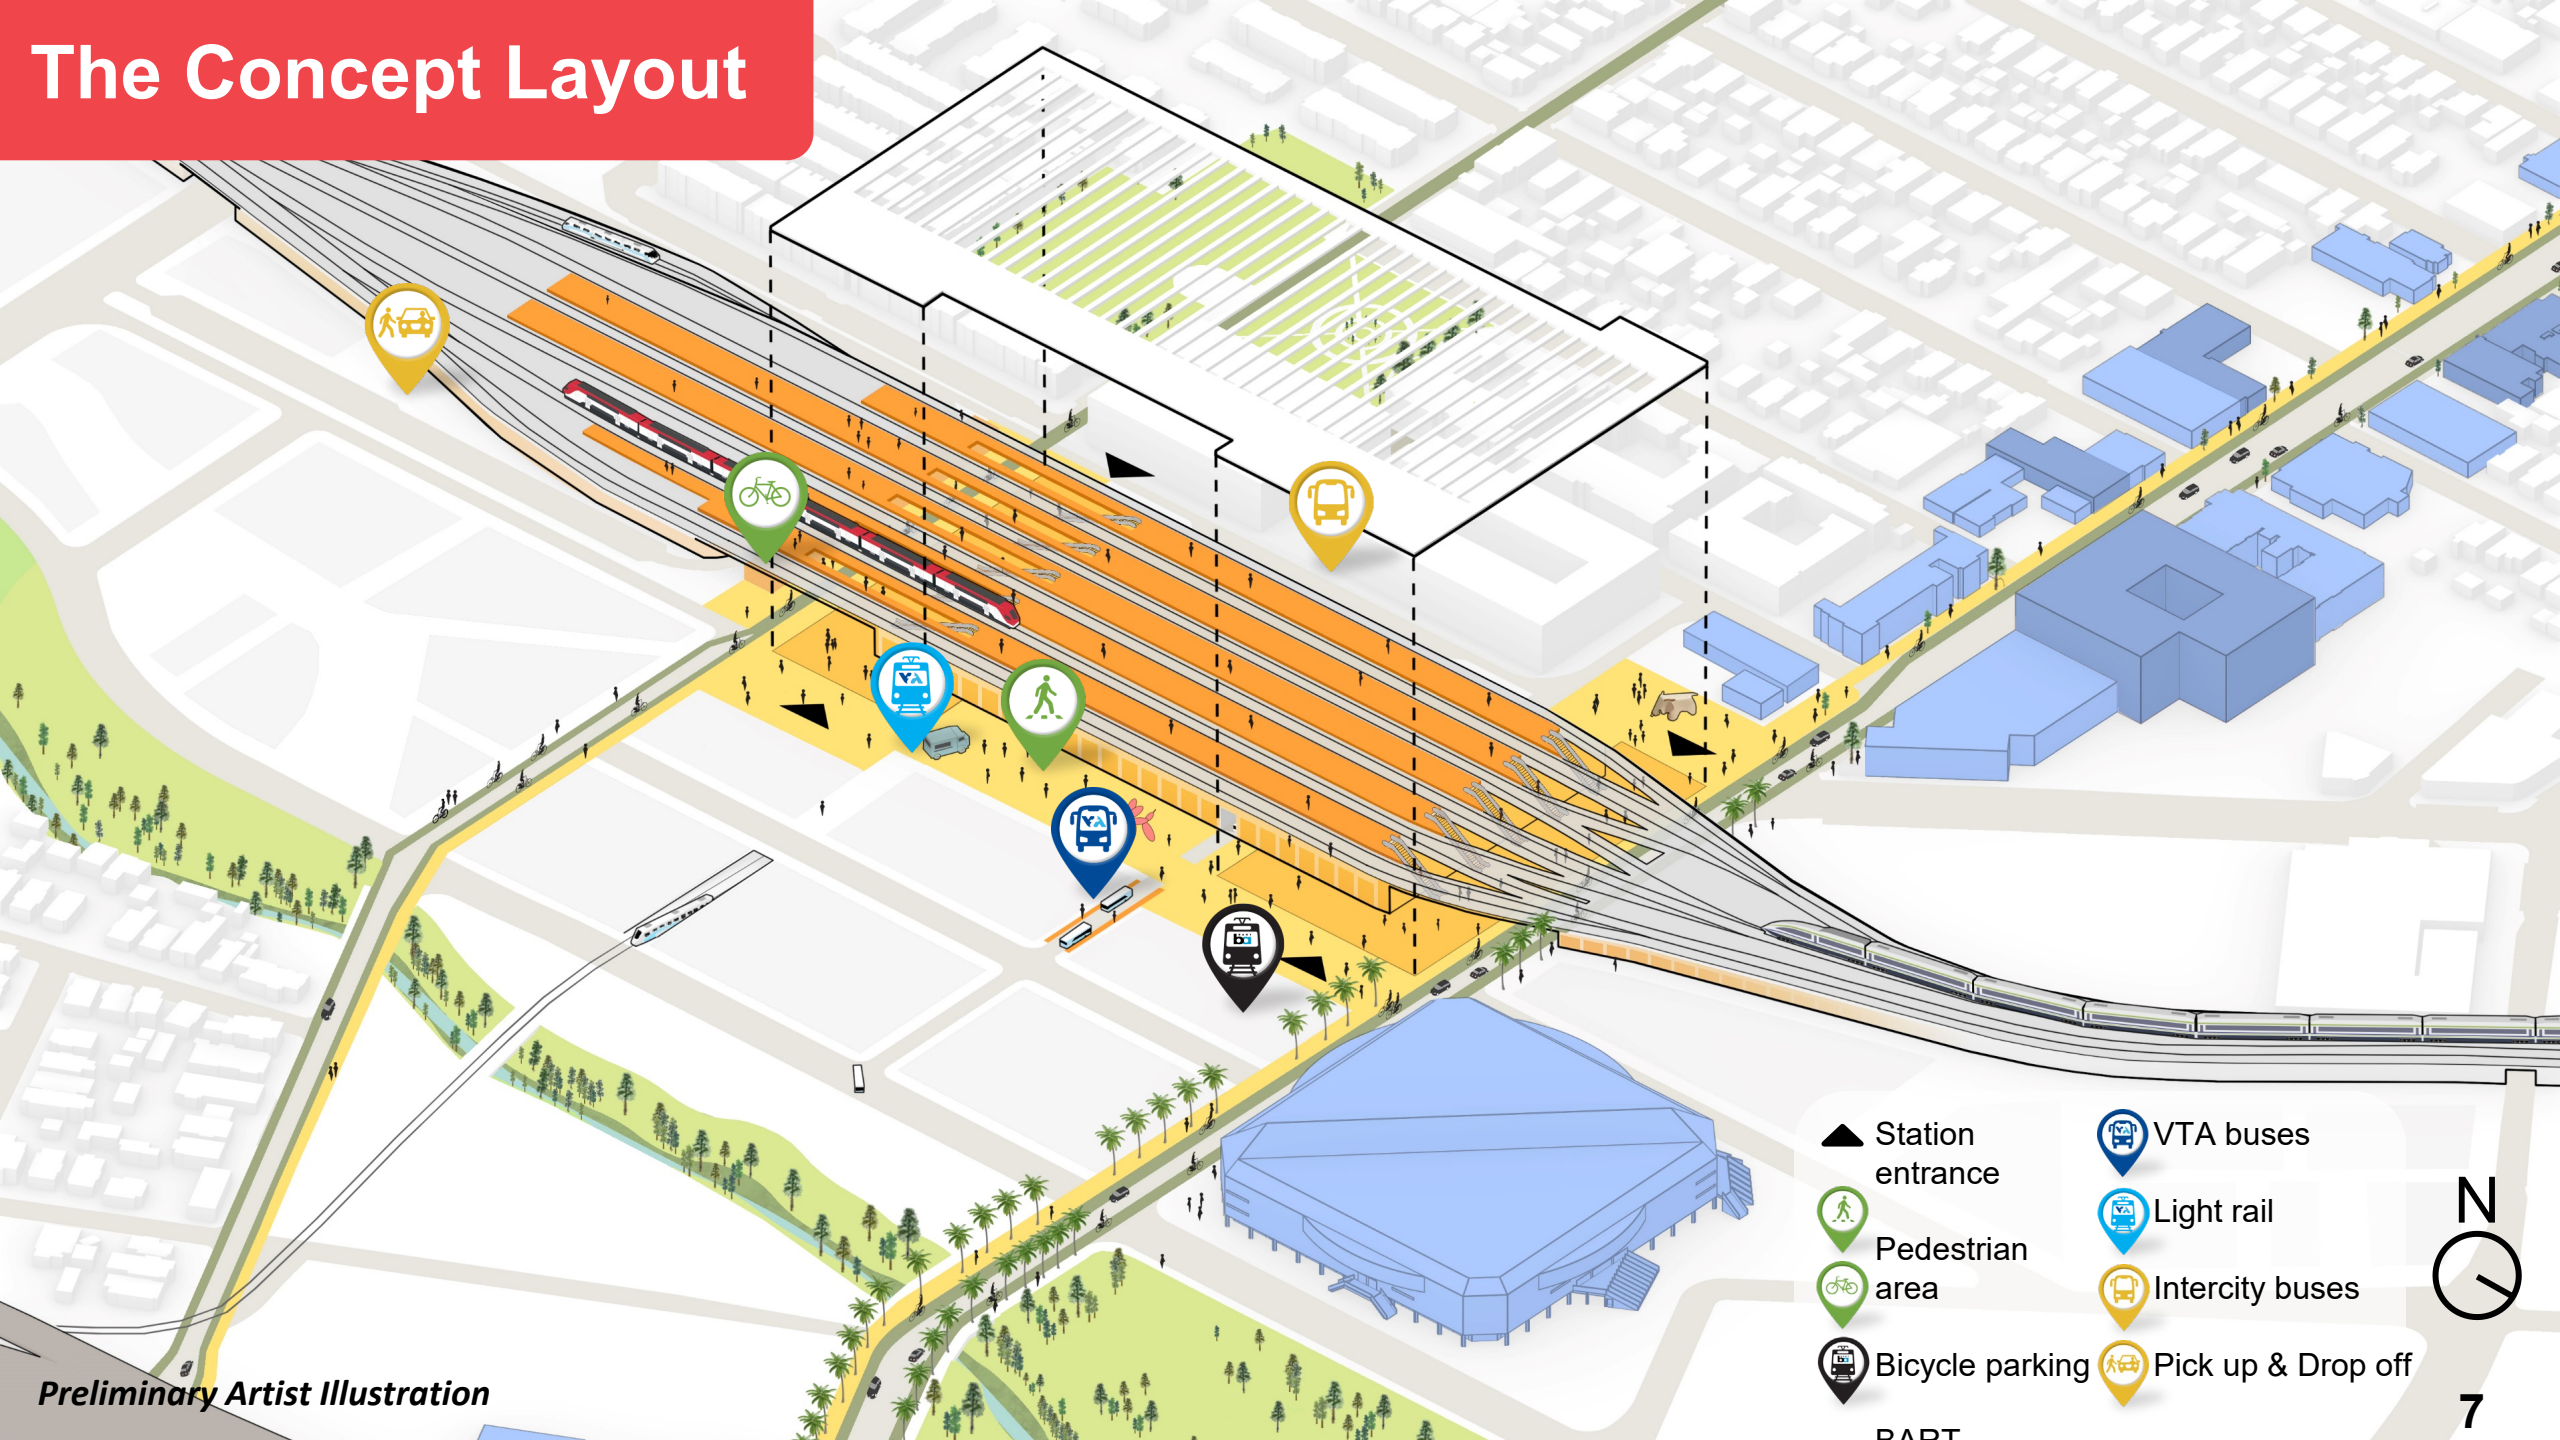 The Concept Layout
Station
entrance
Pedestrian
area
Bicycle parking
BART
VTA buses
Light rail
Intercity buses
Pick up & Drop off
N
Preliminary Artist Illustration
7